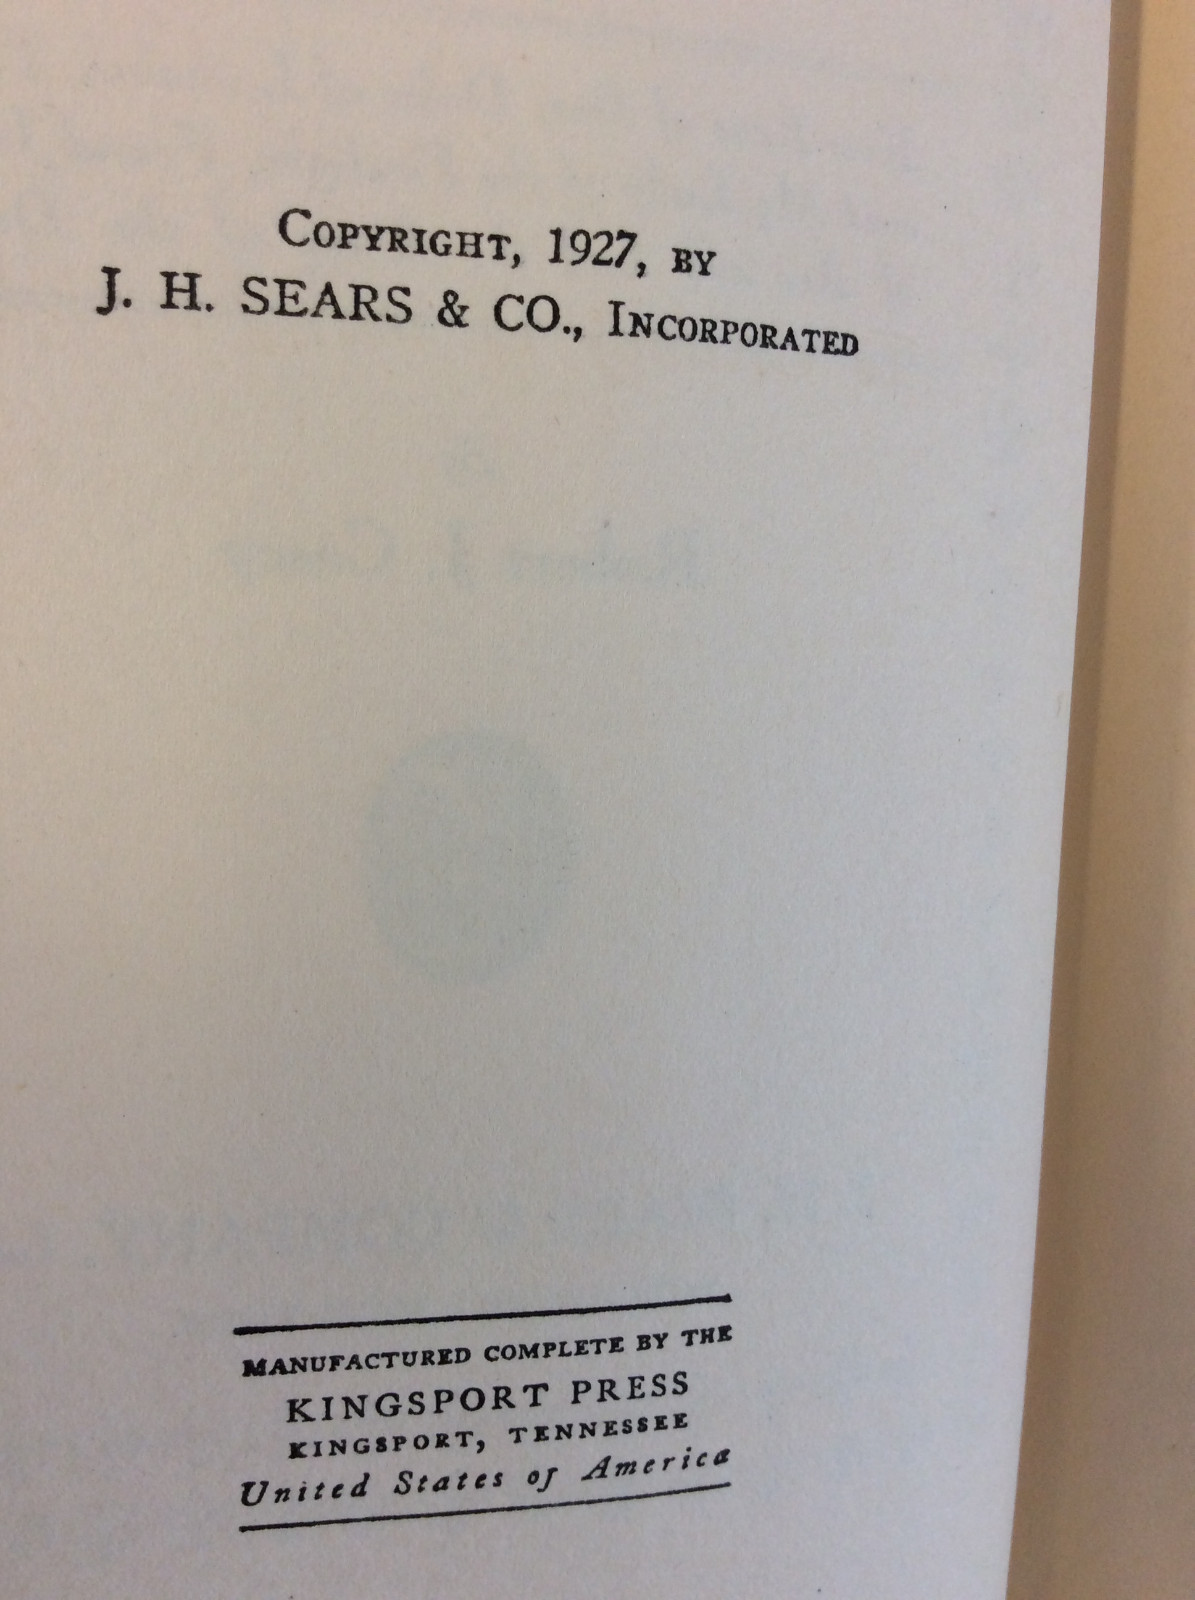 Copyright, 1927, by
J. H. SEARS & CO., Incorporated
MANUFACTURED COMPLETE BY THE
KINGSPORT PRESS
KINGSPORT, TENNESSEE
United States of America